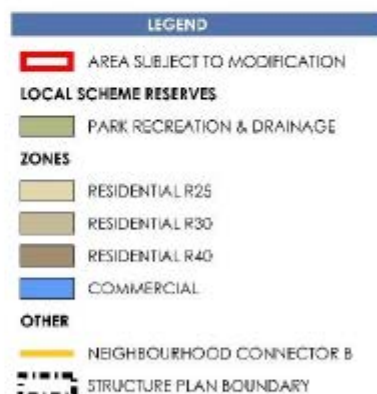 LEGEND
AREA SUBJECT TO MODIFICATION
LOCAL SCHEME RESERVES
PARK RECREATION & DRAINAGE
ZONES
RESIDENTIAL R25
RESIDENTIAL R30
RESIDENTIAL R40
COMMERCIAL
OTHER
NEIGHBOURHOOD CONNECTOR B
STRUCTURE PLAN BOUNDARY